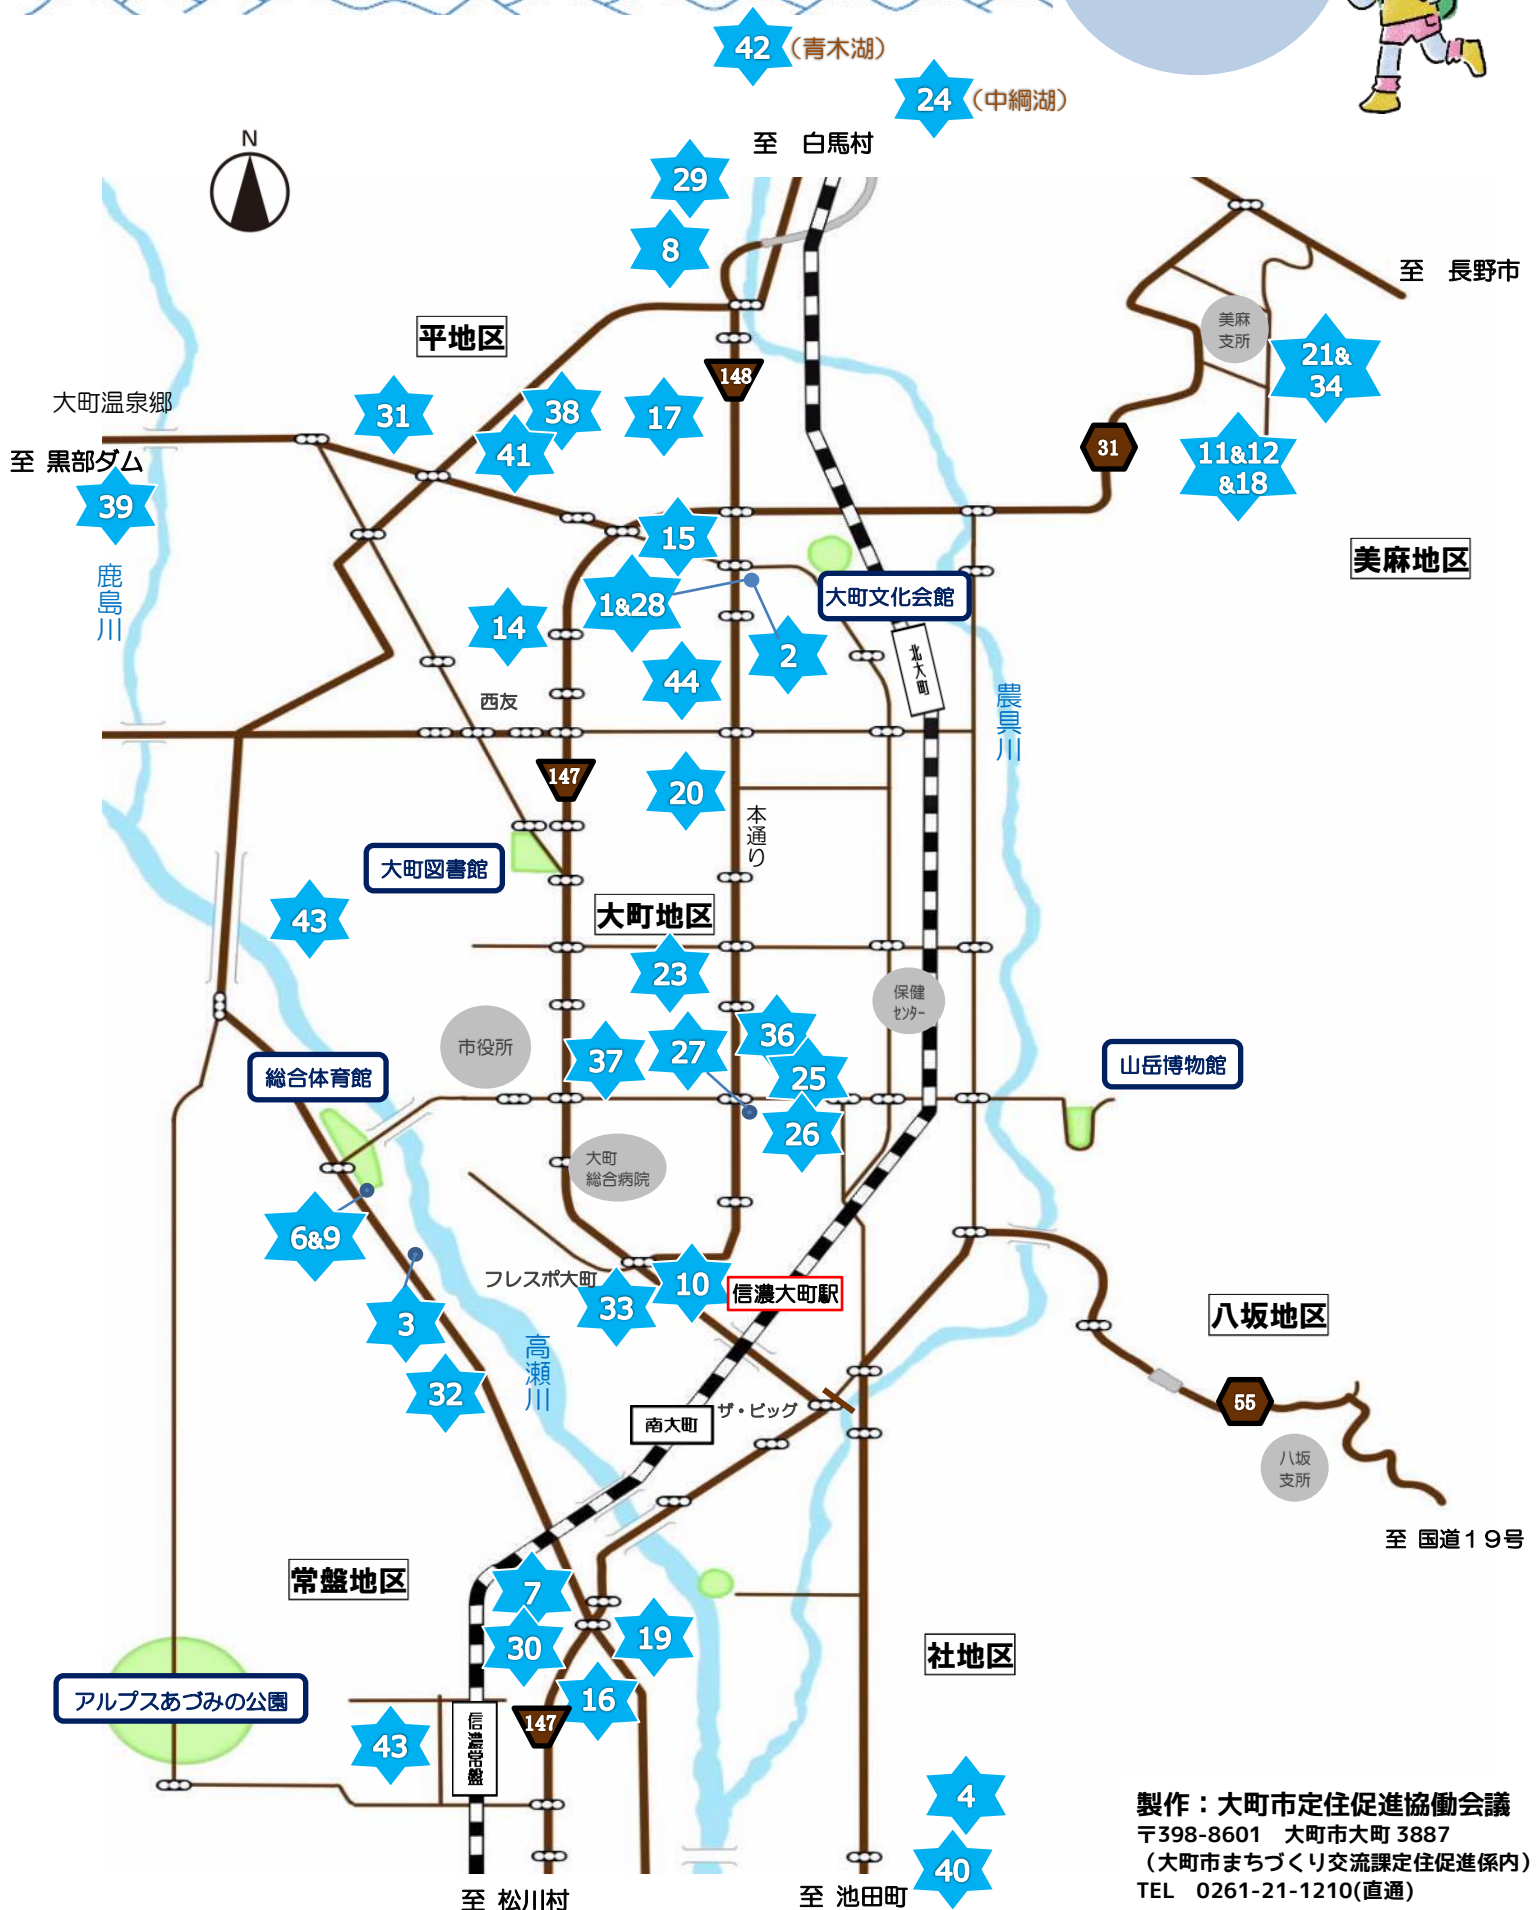 42
（青木湖）
24
（中綱湖）
N
至　白馬村
29
8
至　長野市
美麻
支所
平地区
21&
34
148
大町温泉郷
31
38
17
41
31
11&12
&18
至 黒部ダム
39
15
美麻地区
鹿島川
1&28
大町文化会館
14
2
北大町
44
農具川
西友
147
20
本通り
大町図書館
大町地区
43
23
保健
センター
市役所
37
27
36
25
総合体育館
山岳博物館
26
大町
総合病院
6&9
フレスポ大町
10
信濃大町駅
33
3
八坂地区
高瀬川
32
ザ・ビッグ
55
南大町
八坂
支所
至 国道１９号
常盤地区
7
30
19
社地区
アルプスあづみの公園
16
147
信濃常盤
43
4
製作：大町市定住促進協働会議
〒398-8601　大町市大町 3887
（大町市まちづくり交流課定住促進係内）
TEL　0261-21-1210(直通)
40
至 松川村
至 池田町